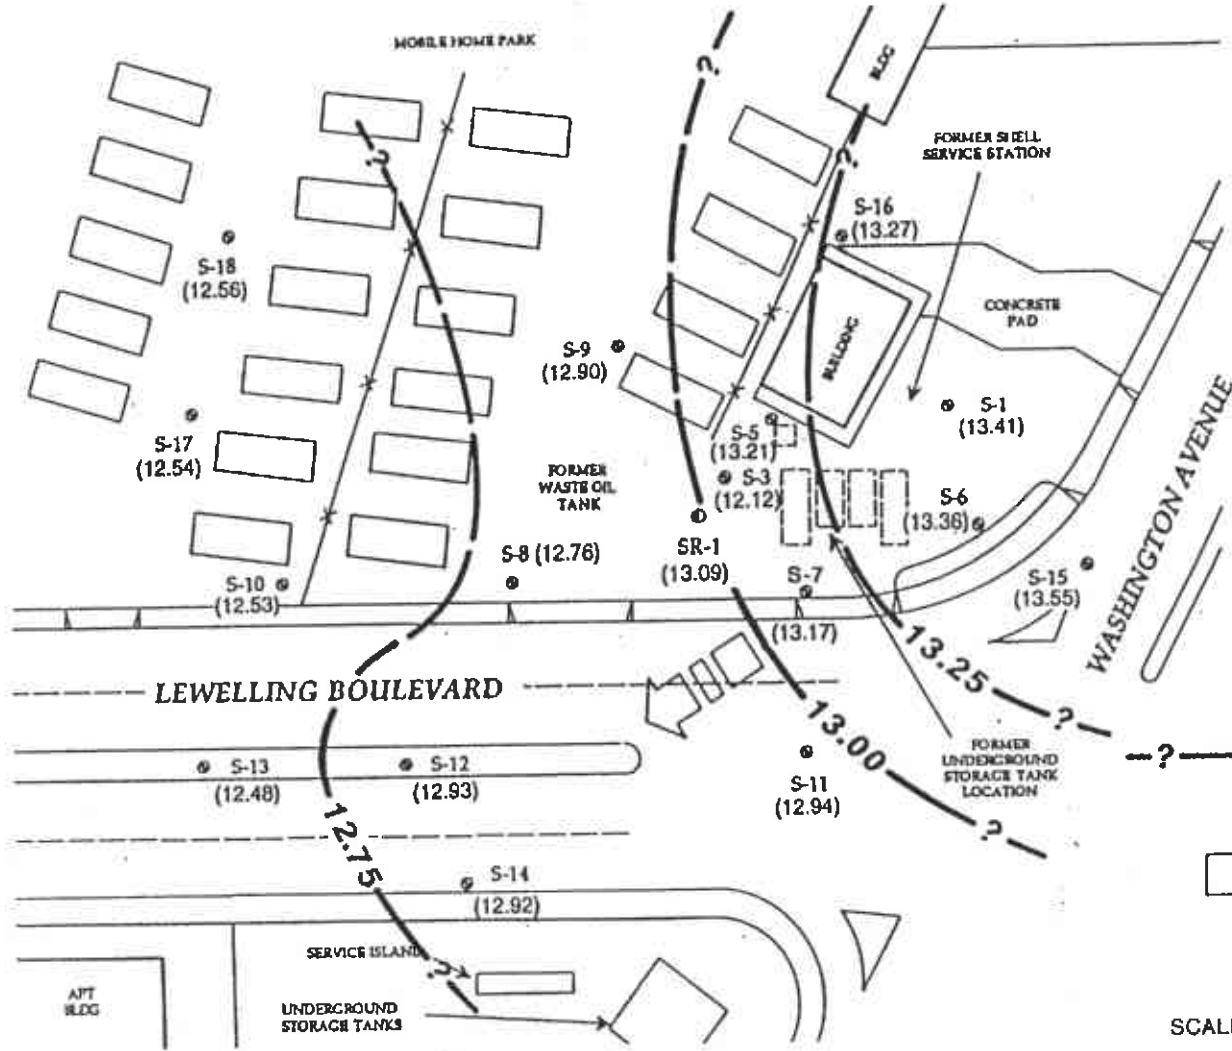 MOBILE HOME PARK
?
BLDG
FORMER SHELL
SERVICE STATION
?
?
S-16
(13.27)
S-18
(12.56)
CONCRETE
PAD
S-9
(12.90)
BUILDING
S-1
(13.41)
S-5
(13.21)
S-17
(12.54)
FORMER
WASTE OIL
TANK
S-3
(12.12)
S-6
(13.36)
SR-1
(13.09)
S-8 (12.76)
S-7
(13.17)
S-10
(12.53)
S-15
(13.55)
WASHINGTON AVENUE
LEWELLING BOULEVARD
13.25
?
13.00
?
FORMER
UNDERGROUND
STORAGE TANK
LOCATION
?
S-11
(12.94)
S-13
(12.48)
S-12
(12.93)
12.75
?
S-14
(12.92)
SERVICE ISLAND
APT
BLDG
UNDERGROUND
STORAGE TANKS
SCALE